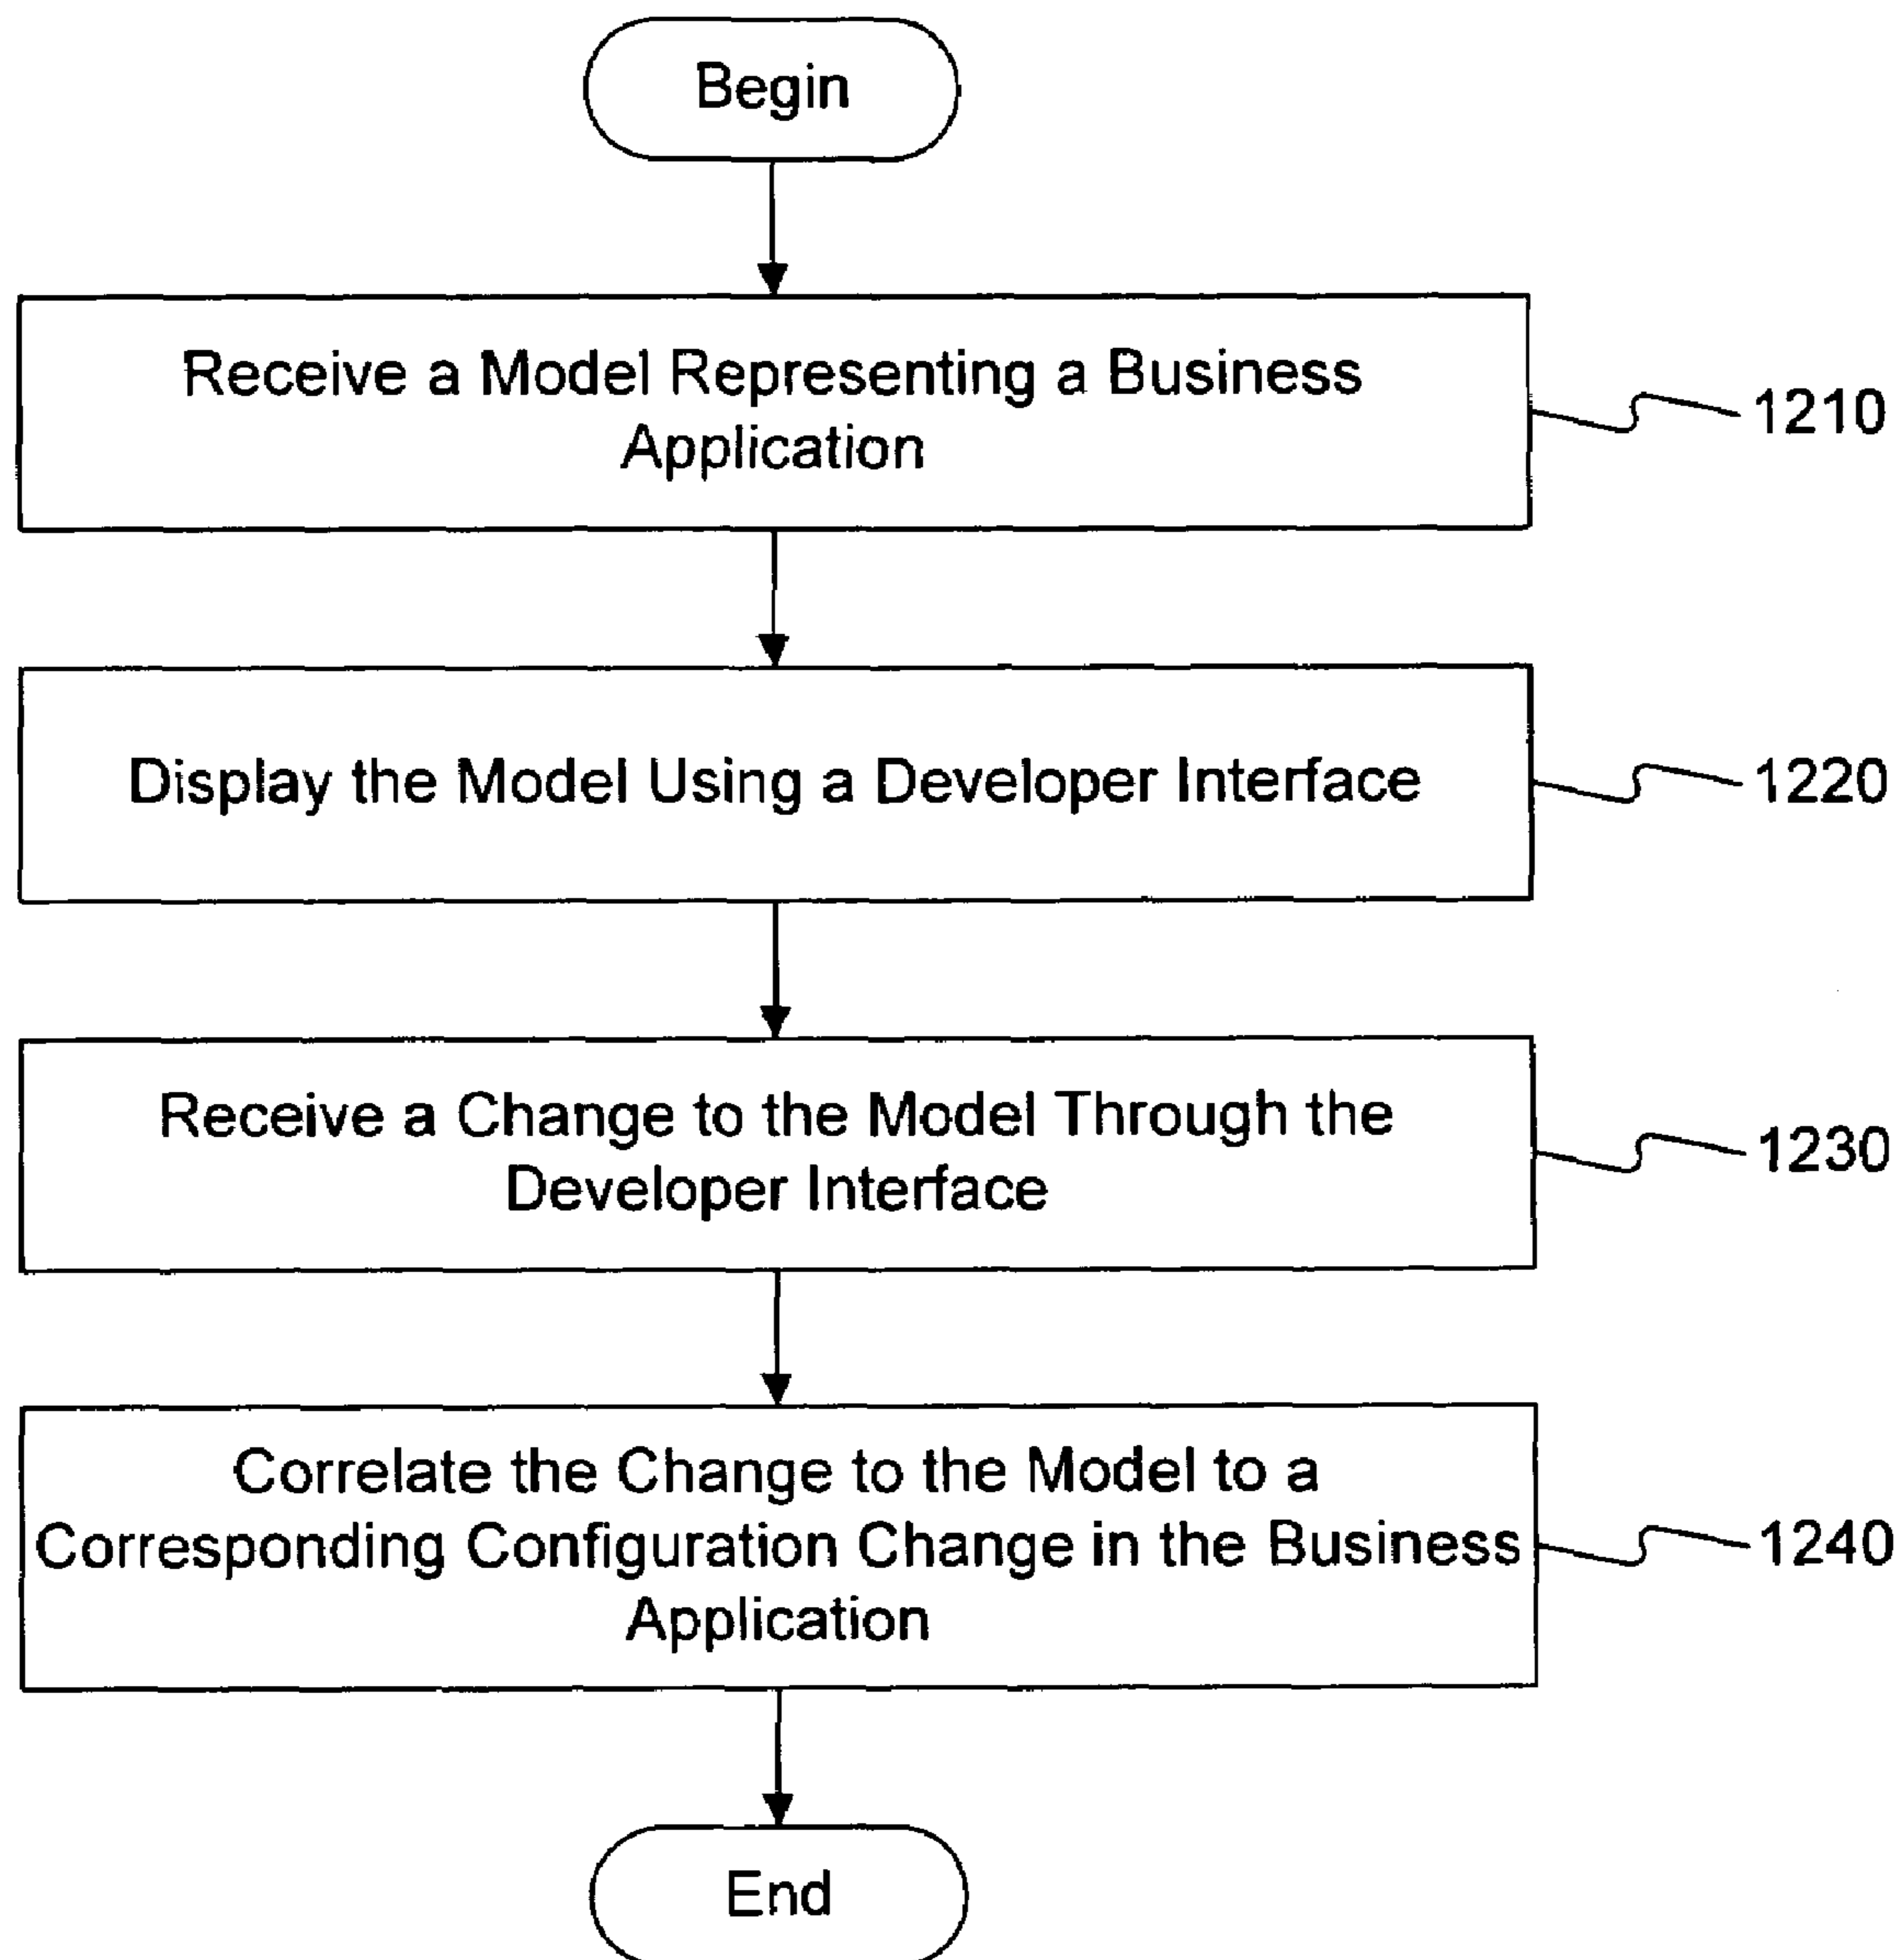 Begin
Receive a Model Representing a Business
Application
1210
Display the Model Using a Developer Interface
1220
Receive a Change to the Model Through the
Developer Interface
1230
Correlate the Change to the Model to a
Corresponding Configuration Change in the Business
Application
1240
End